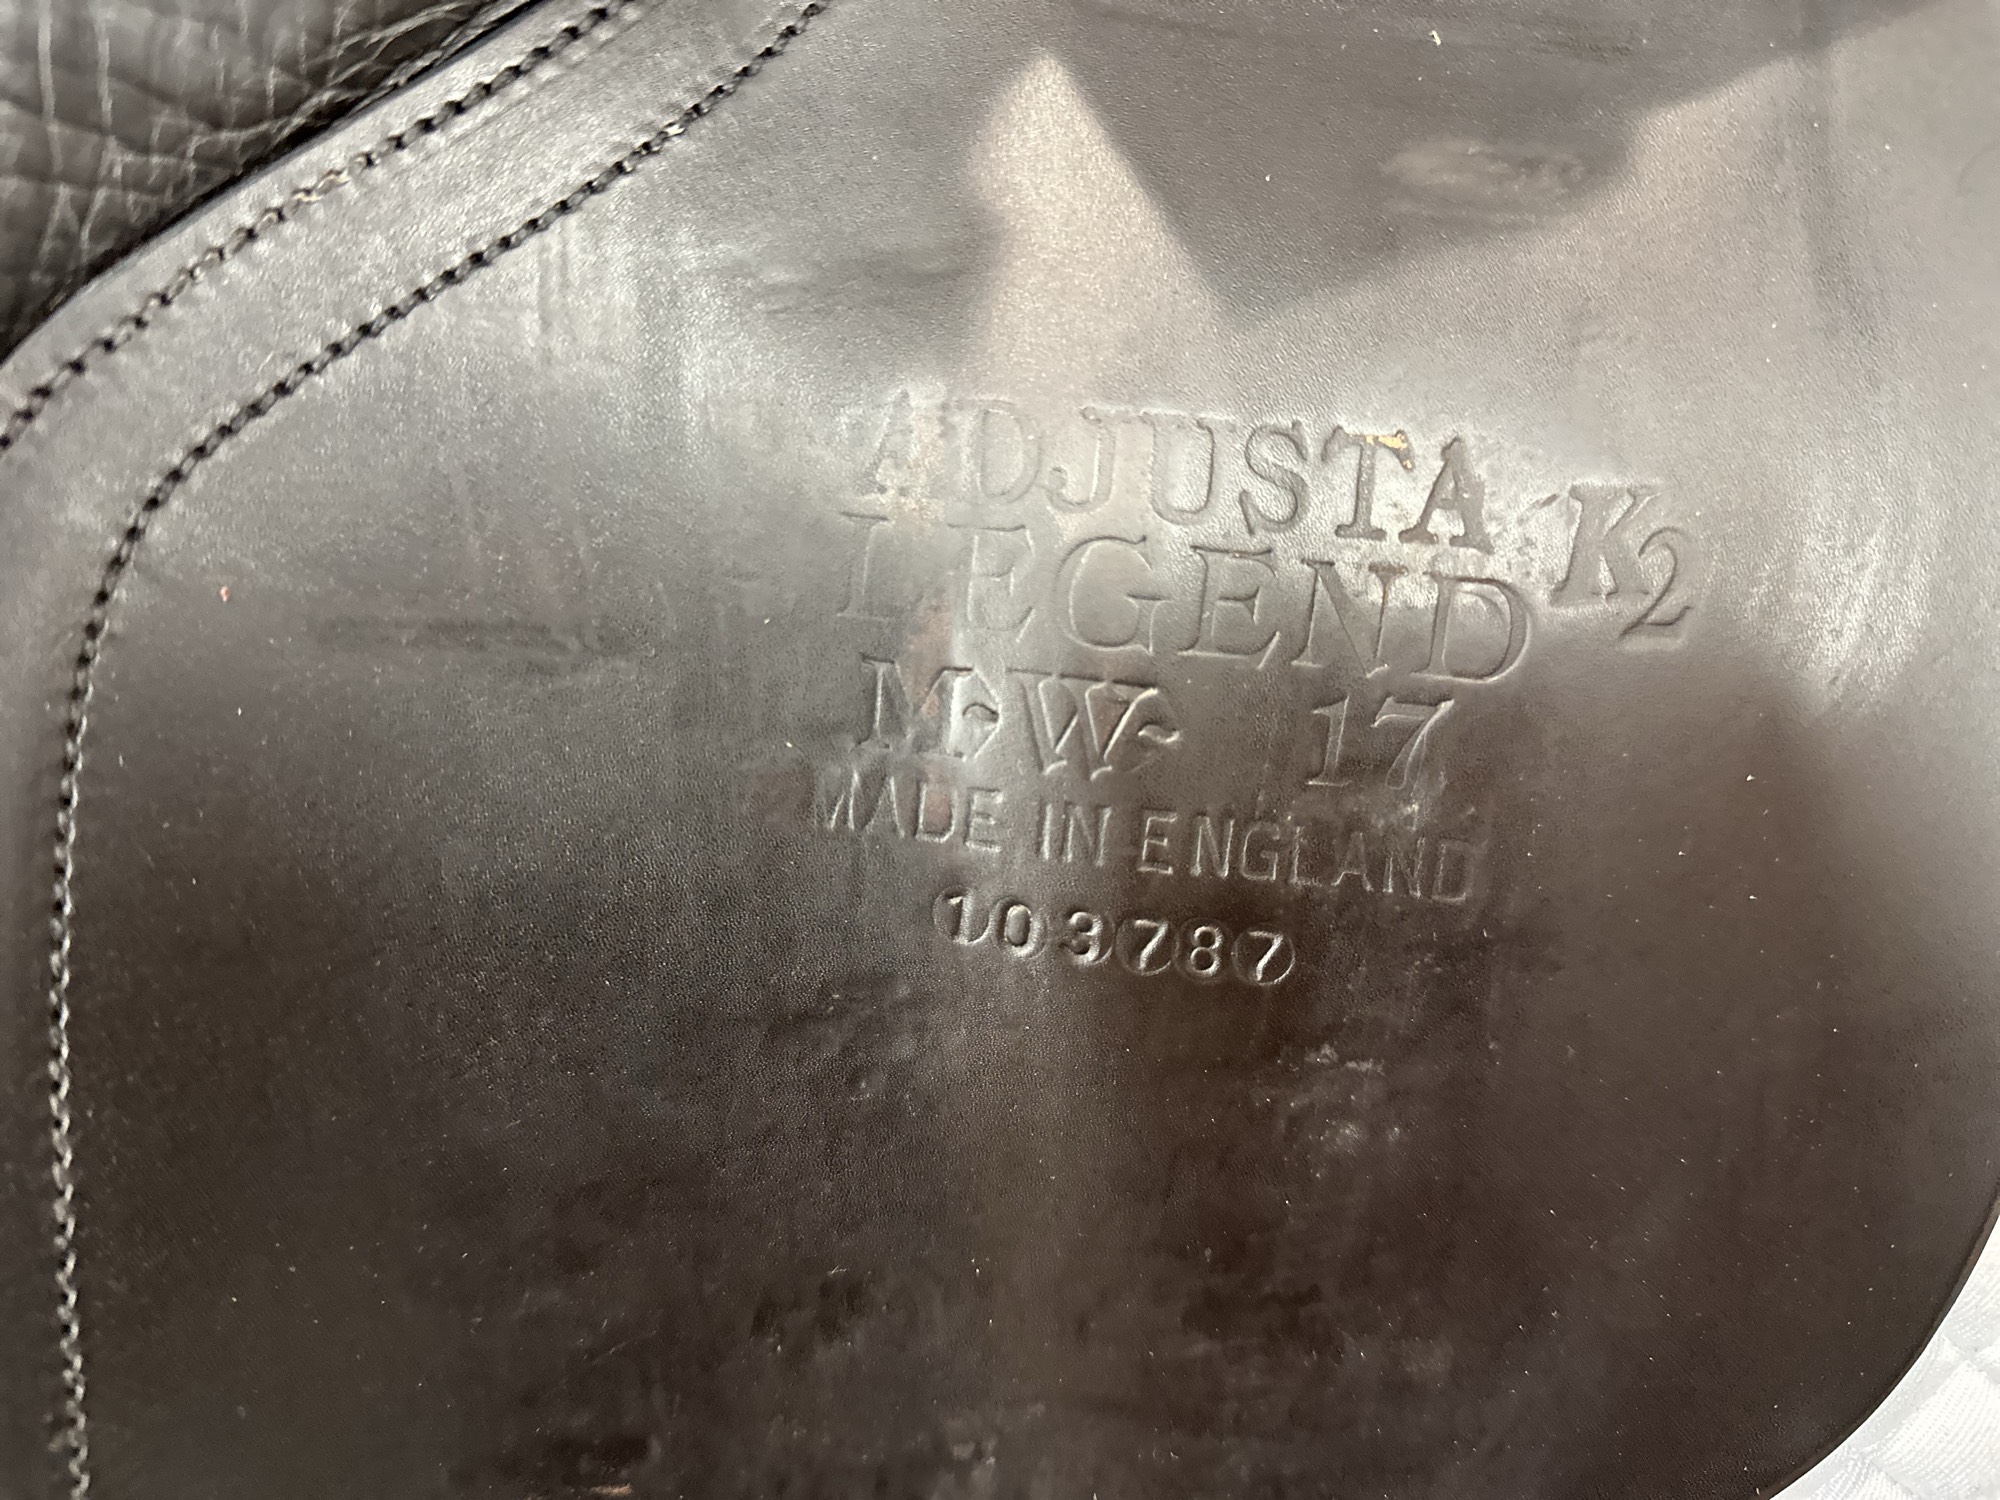 ADJUSTA K2
LEGEND
M-W- 17
MADE IN ENGLAND
103787